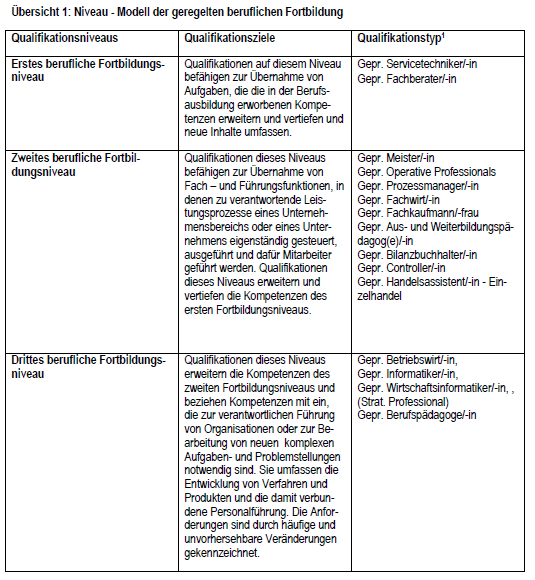 Übersicht 1: Niveau - Modell der geregelten beruflichen Fortbildung
Qualifikationsniveaus
Qualifikationsziele
Qualifikationstyp1
Erstes berufliche Fortbildungs-
niveau
Qualifikationen auf diesem Niveau
befähigen zur Übernahme von
Aufgaben, die die in der Berufs-
ausbildung erworbenen Kompe-
tenzen erweitern und vertiefen und
neue Inhalte umfassen.
Gepr. Servicetechniker/-in
Gepr. Fachberater/-in
Zweites berufliche Fortbil-
dungsniveau
Qualifikationen dieses Niveaus
befähigen zur Übernahme von
Fach – und Führungsfunktionen, in
denen zu verantwortende Leis-
tungsprozesse eines Unterneh-
mensbereichs oder eines Unter-
nehmens eigenständig gesteuert,
ausgeführt und dafür Mitarbeiter
geführt werden. Qualifikationen
dieses Niveaus erweitern und
vertiefen die Kompetenzen des
ersten Fortbildungsniveaus.
Gepr. Meister/-in
Gepr. Operative Professionals
Gepr. Prozessmanager/-in
Gepr. Fachwirt/-in
Gepr. Fachkaufmann/-frau
Gepr. Aus- und Weiterbildungspä-
dagog(e)/-in
Gepr. Bilanzbuchhalter/-in
Gepr. Controller/-in
Gepr. Handelsassistent/-in - Ein-
zelhandel
Drittes berufliche Fortbildungs-
niveau
Qualifikationen dieses Niveaus
erweitern die Kompetenzen des
zweiten Fortbildungsniveaus und
beziehen Kompetenzen mit ein,
die zur verantwortlichen Führung
von Organisationen oder zur Be-
arbeitung von neuen komplexen
Aufgaben- und Problemstellungen
notwendig sind. Sie umfassen die
Entwicklung von Verfahren und
Produkten und die damit verbun-
dene Personalführung. Die Anfor-
derungen sind durch häufige und
unvorhersehbare Veränderungen
gekennzeichnet.
Gepr. Betriebswirt/-in,
Gepr. Informatiker/-in,
Gepr. Wirtschaftsinformatiker/-in, ,
(Strat. Professional)
Gepr. Berufspädagoge/-in